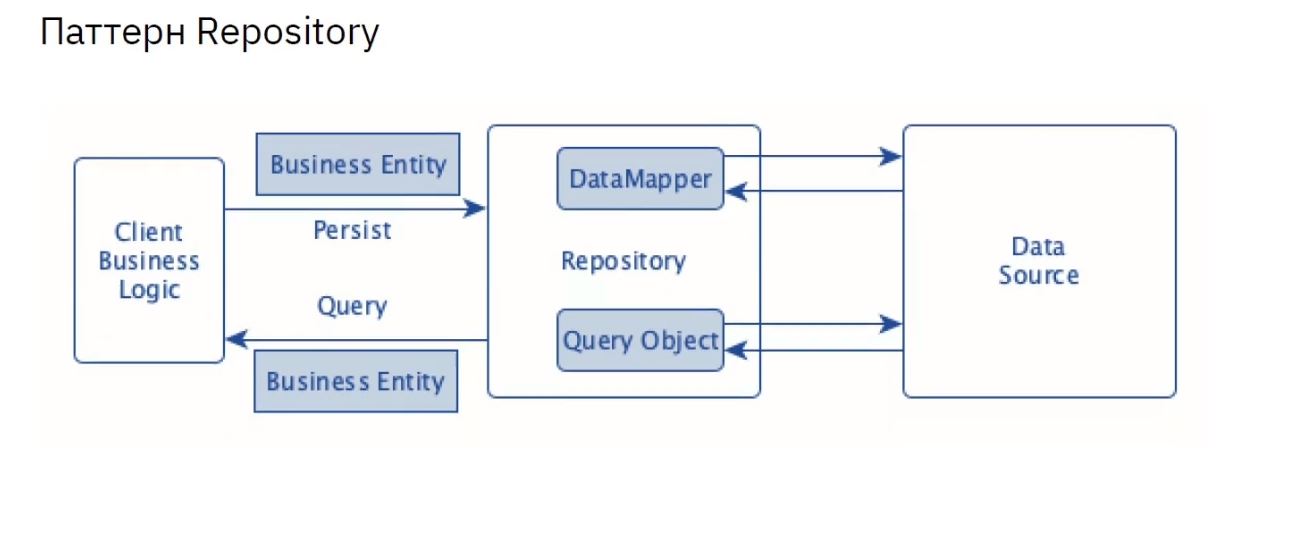 Паттерн Repository
Business Entity
Persist
Client
Business
Logic
Query
Business Entity
DataMapper
Repository
Query Object
Data
Source